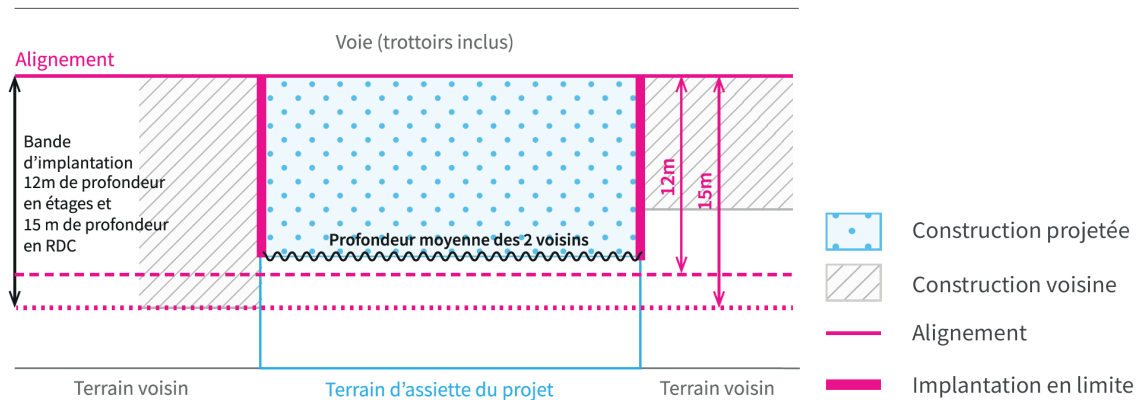 Voie (trottoirs inclus)
Alignement
Bande
d’implantation
12m de profondeur
en étages et
15 m de profondeur
en RDC
Profondeur moyenne des 2 voisins
12m
15m
Terrain voisin
Terrain d’assiette du projet
Terrain voisin
Construction projetée
Construction voisine
Alignement
Implantation en limite